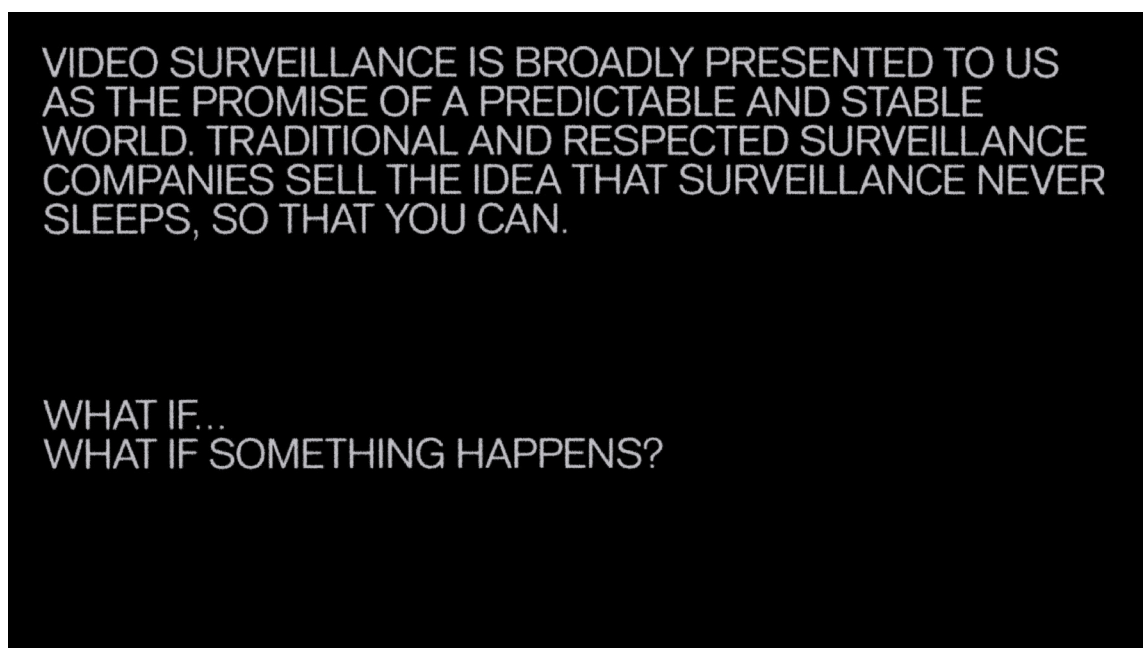 VIDEO SURVEILLANCE IS BROADLY PRESENTED TO US
AS THE PROMISE OF A PREDICTABLE AND STABLE
WORLD. TRADITIONAL AND RESPECTED SURVEILLANCE
COMPANIES SELL THE IDEA THAT SURVEILLANCE NEVER
SLEEPS, SO THAT YOU CAN.
WHAT IF...
WHAT IF SOMETHING HAPPENS?